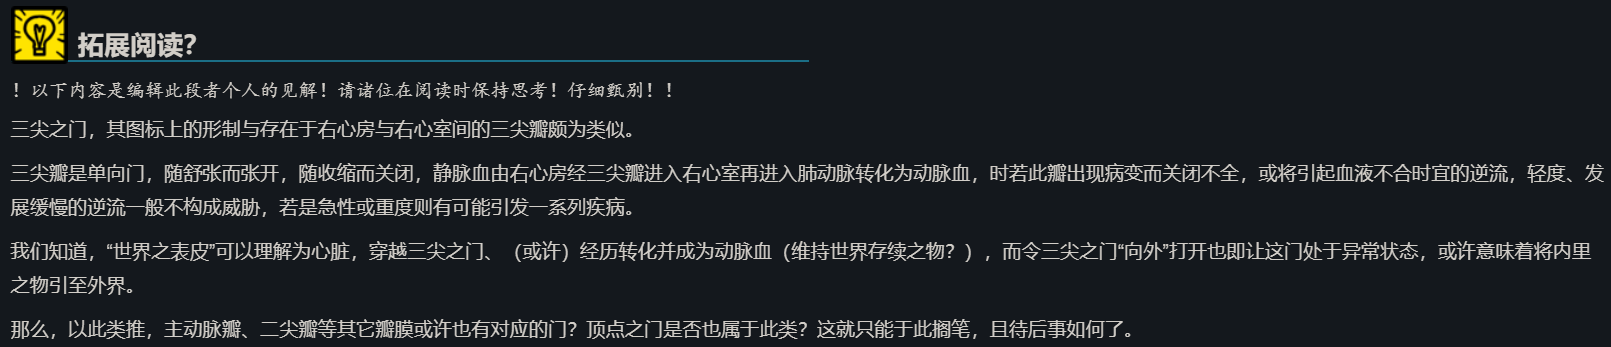 拓展阅读？
！以下内容是编辑此段者个人的见解！请诸位在阅读时保持思考！仔细甄别！！
三尖之门，其图标上的形制与存在于右心房与右心室间的三尖瓣颇为类似。
三尖瓣是单向门，随舒张而张开，随收缩而关闭，静脉血由右心房经三尖瓣进入右心室再进入肺动脉转化为动脉血，时若此瓣出现病变而关闭不全，或将引起血液不合时宜的逆流，轻度、发
展缓慢的逆流一般不构成威胁，若是急性或重度则有可能引发一系列疾病。
我们知道，“世界之表皮”可以理解为心脏，穿越三尖之门、（或许）经历转化并成为动脉血（维持世界存续之物？），而令三尖之门“向外”打开也即让这门处于异常状态，或许意味着将内里
之物引至外界。
那么，以此类推，主动脉瓣、二尖瓣等其它瓣膜或许也有对应的门？顶点之门是否也属于此类？这就只能于此搁笔，且待后事如何了。